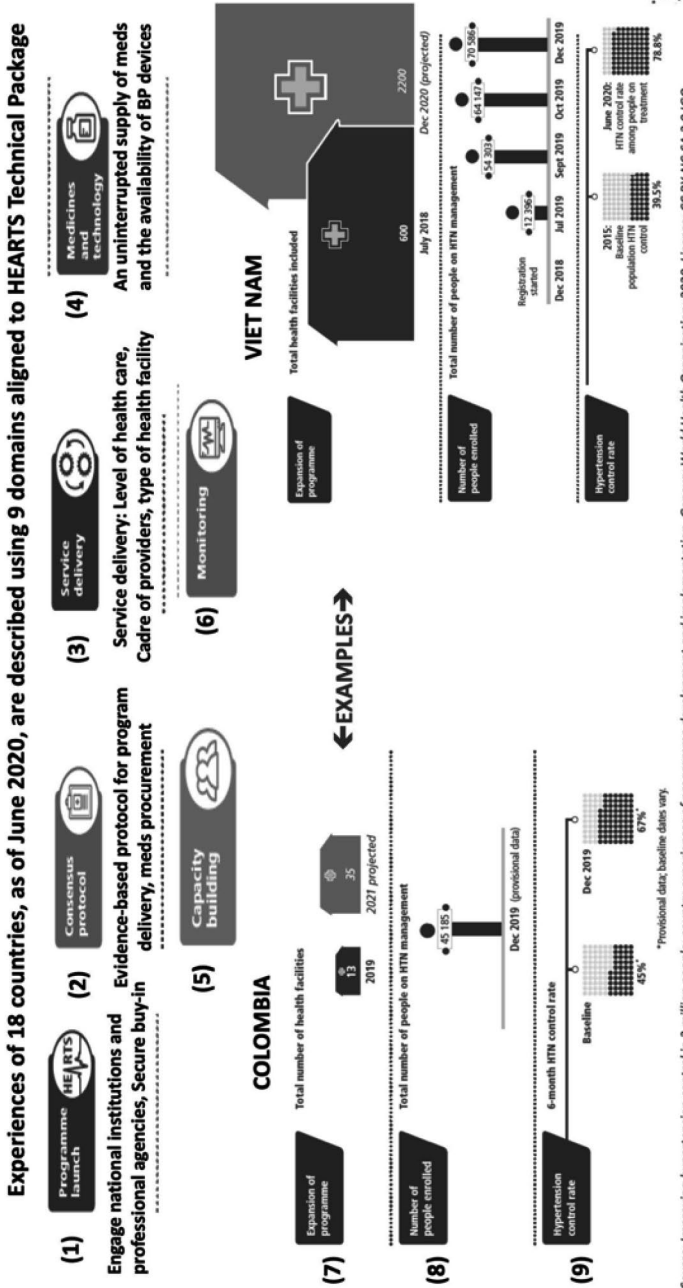 Experiences of 18 countries, as of June 2020, are described using 9 domains aligned to HEARTS Technical Package
(1)
Programme
launch
HEARTS
Engage national institutions and
professional agencies, Secure buy-in
(2)
Consensus
protocol
Evidence-based protocol for program
delivery, meds procurement
(3)
Service
delivery
Service delivery: Level of health care,
Cadre of providers, type of health facility
(4)
Medicines
and
technology
An uninterrupted supply of meds
and the availability of BP devices
(5)
Capacity
building
(6)
Monitoring
COLOMBIA
EXAMPLES
VIET NAM
(7)
Expansion of
programme
Total number of health facilities
13
2019
35
2021 projected
(8)
Number of
people enrolled
Total number of people on HTN management
45 185
Dec 2019 (provisional data)
(9)
Hypertension
control rate
6-month HTN control rate
Baseline
45%*
Dec 2019
67%*
*Provisional data; baseline dates vary.
Expansion of
programme
Total health facilities included
600
July 2018
2200
Dec 2020 (projected)
Number of
people enrolled
Total number of people on HTN management
Registration
started
Dec 2018
12 396
Jul 2019
54 303
Sept 2019
64 147
Oct 2019
70 586
Dec 2019
Hypertension
control rate
2015:
Baseline
population HTN
control
39.5%
June 2020:
HTN control rate
among people on
treatment
78.8%